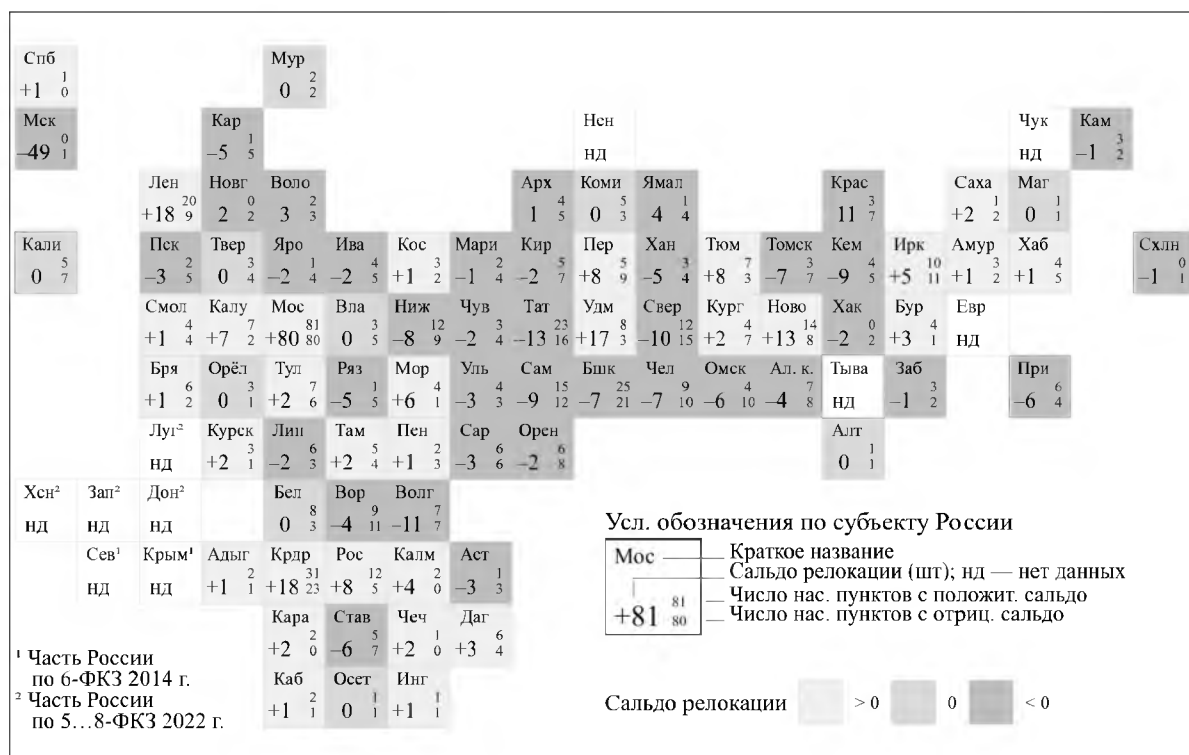 Спб Мур
1 2
+1 0 0 2
Мск Кар Нен Чук Кам
0 1 3
–49 1 –5 5 нд нд –1 2
Лен Новг Воло Арх Коми Ямал Крас Саха Маг
20 0 2 4 5 1 3 1 1
+18 9 2 2 3 3 1 5 0 3 4 4 11 7 +2 2 0 1
Кали Пск Твер Яро Ива Кос Мари Кир Пер Хан Тюм Томск Кем Ирк Амур Хаб Схлн
5 2 3 1 4 3 2 5 5 3 7 3 4 10 3 4 0
0 7 –3 5 0 4 –2 4 –2 5 +1 2 –1 4 –2 7 +8 9 –5 4 +8 3 –7 7 –9 5 +5 11 +1 2 +1 5 –1 1
Смол Калу Мос Вла Ниж Чув Тат Удм Свер Кург Ново Хак Бур Евр
4 7 81 3 12 3 23 8 12 4 14 0 4
+1 4 +7 2 +80 80 0 5 –8 9 –2 4 –13 16 +17 3 –10 15 +2 7 +13 8 –2 2 +3 1 нд
Бря Орёл Тул Ряз Мор Уль Сам Бшк Чел Омск Ал. к. Тыва Заб При
6 3 7 1 4 4 15 25 9 4 7 3 6
+1 2 0 1 +2 6 –5 5 +6 1 –3 3 –9 12 –7 21 –7 10 –6 10 –4 8 нд –1 2 –6 4
Луг² Курск Лип Там Пен Сар Орен Алт
3 6 5 2 6 6 1
нд +2 1 –2 3 +2 4 +1 3 –3 6 –2 8 0 1
Хсн² Зап² Дон² Бел Вор Волг
8 9 7
нд нд нд 0 3 –4 11 –11 7
Усл. обозначения по субъекту России
Мос Краткое название
Сальдо релокации (шт); нд — нет данных
81 Число нас. пунктов с положит. сальдо
+81 80 Число нас. пунктов с отриц. сальдо
Сев¹ Крым¹ Адыг Крдр Рос Калм Аст
2 31 12 2 1
нд нд +1 1 +18 23 +8 5 +4 0 –3 3
Кара Став Чеч Даг
2 5 1 6
+2 0 –6 7 +2 0 +3 4
Каб Осет Инг
2 1 1
+1 1 0 1 +1 1
¹ Часть России
по 6-ФКЗ 2014 г.
² Часть России
по 5…8-ФКЗ 2022 г.
Сальдо релокации > 0 0 < 0